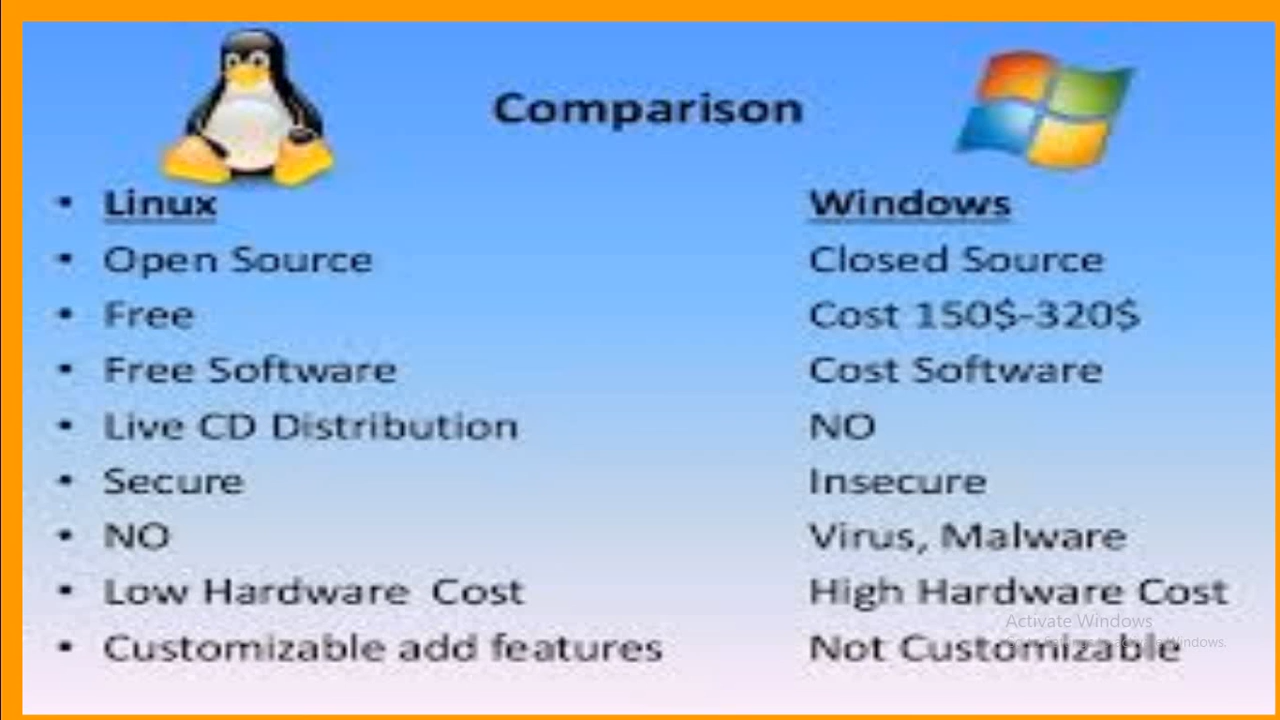 Comparison
• Linux Windows
• Open Source Closed Source
• Free Cost 150$-320$
• Free Software Cost Software
• Live CD Distribution NO
• Secure Insecure
• NO Virus, Malware
• Low Hardware Cost High Hardware Cost
Activate Windows
• Customizable add features Not Customizable
Windows.